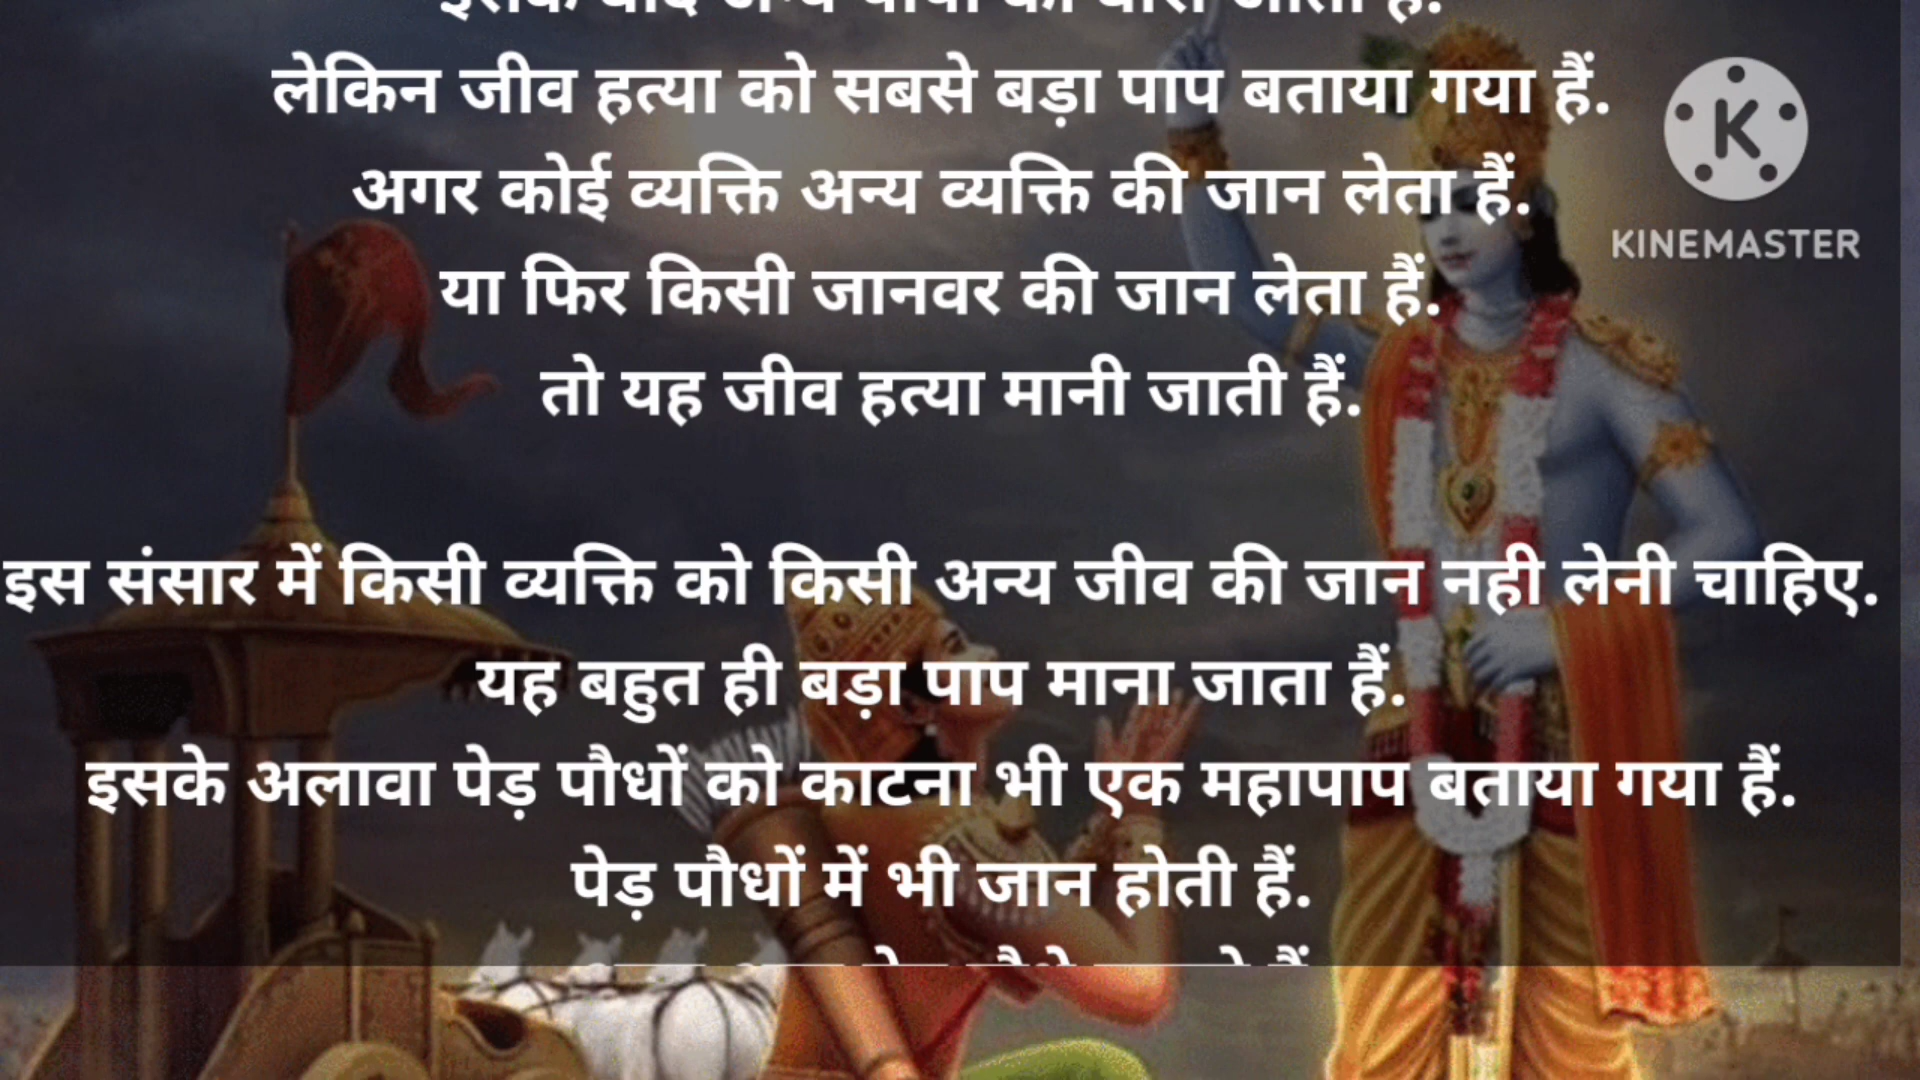 लेकिन जीव हत्या को सबसे बड़ा पाप बताया गया हैं.
अगर कोई व्यक्ति अन्य व्यक्ति की जान लेता हैं.
या फिर किसी जानवर की जान लेता हैं.
तो यह जीव हत्या मानी जाती हैं.
इस संसार में किसी व्यक्ति को किसी अन्य जीव की जान नही लेनी चाहिए.
यह बहुत ही बड़ा पाप माना जाता हैं.
इसके अलावा पेड़ पौधों को काटना भी एक महापाप बताया गया हैं.
पेड़ पौधों में भी जान होती हैं.
K
KINEMASTER